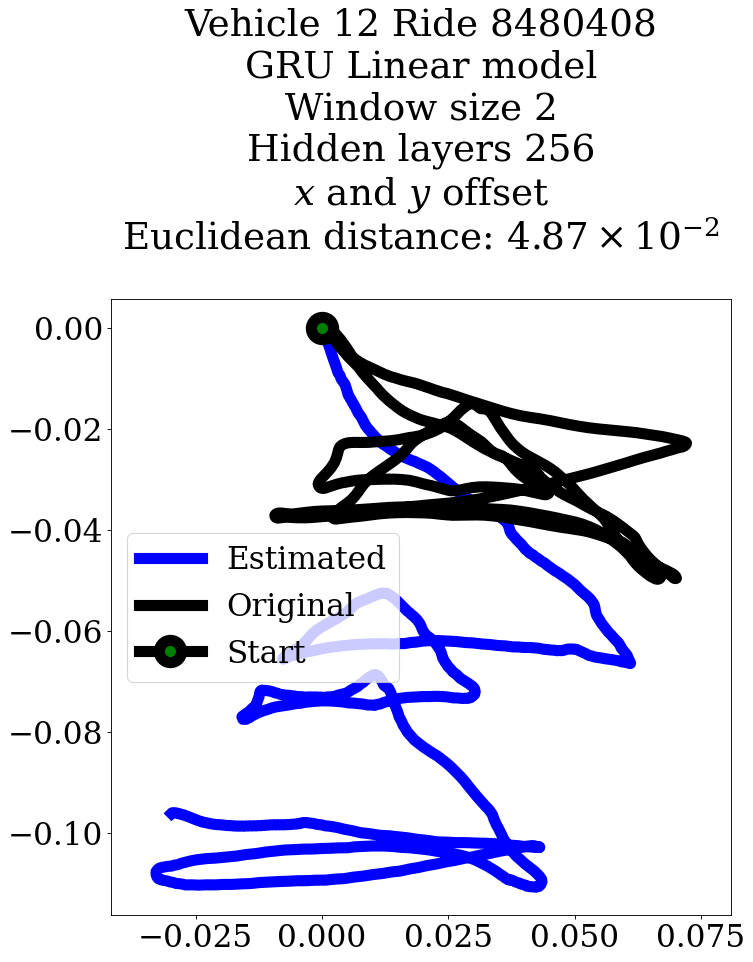 Vehicle 12 Ride 8480408
GRU Linear model
Window size 2
Hidden layers 256
x and y offset
Euclidean distance: 4.87 × 10⁻²
0.00
−0.02
−0.04
−0.06
−0.08
−0.10
Estimated
Original
Start
−0.025 0.000 0.025 0.050 0.075